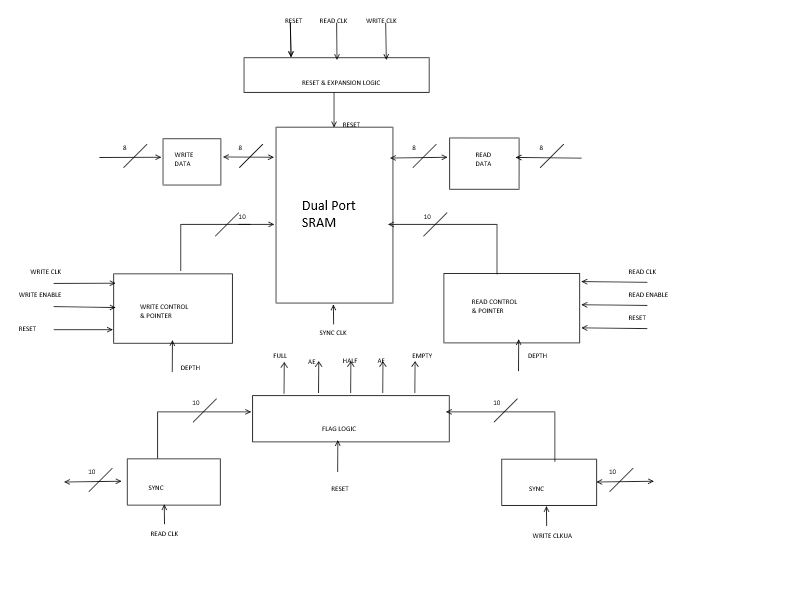 RESET READ CLK WRITE CLK
RESET & EXPANSION LOGIC
RESET
8 8 8 8
WRITE
DATA
READ
DATA
Dual Port
SRAM
10 10
WRITE CLK
WRITE ENABLE
RESET
WRITE CONTROL
& POINTER
READ CONTROL
& POINTER
READ CLK
READ ENABLE
RESET
SYNC CLK
DEPTH DEPTH
FULL AE HALF AF EMPTY
10 10
FLAG LOGIC
10 10
SYNC SYNC
RESET
READ CLK WRITE CLKUA